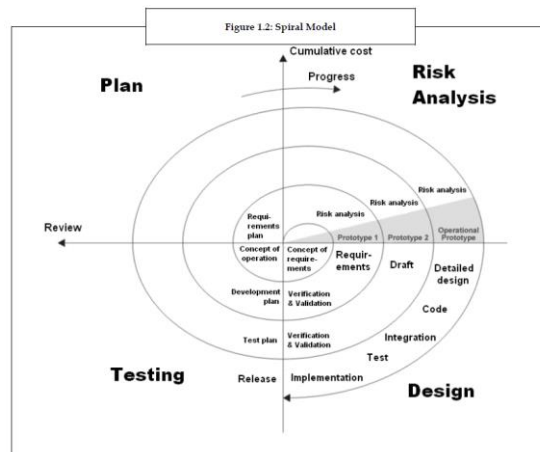 Figure 1.2: Spiral Model
Cumulative cost
Progress
Plan
Risk
Analysis
Risk analysis
Risk analysis
Risk analysis
Requi-
rements
plan
Operational
Prototype
Prototype 1
Prototype 2
Review
Concept of
operation
Concept of
require-
ments
Requir-
ements
Draft
Detailed
design
Development
plan
Verification
& Validation
Code
Test plan
Verification
& Validation
Integration
Test
Testing
Release
Implementation
Design